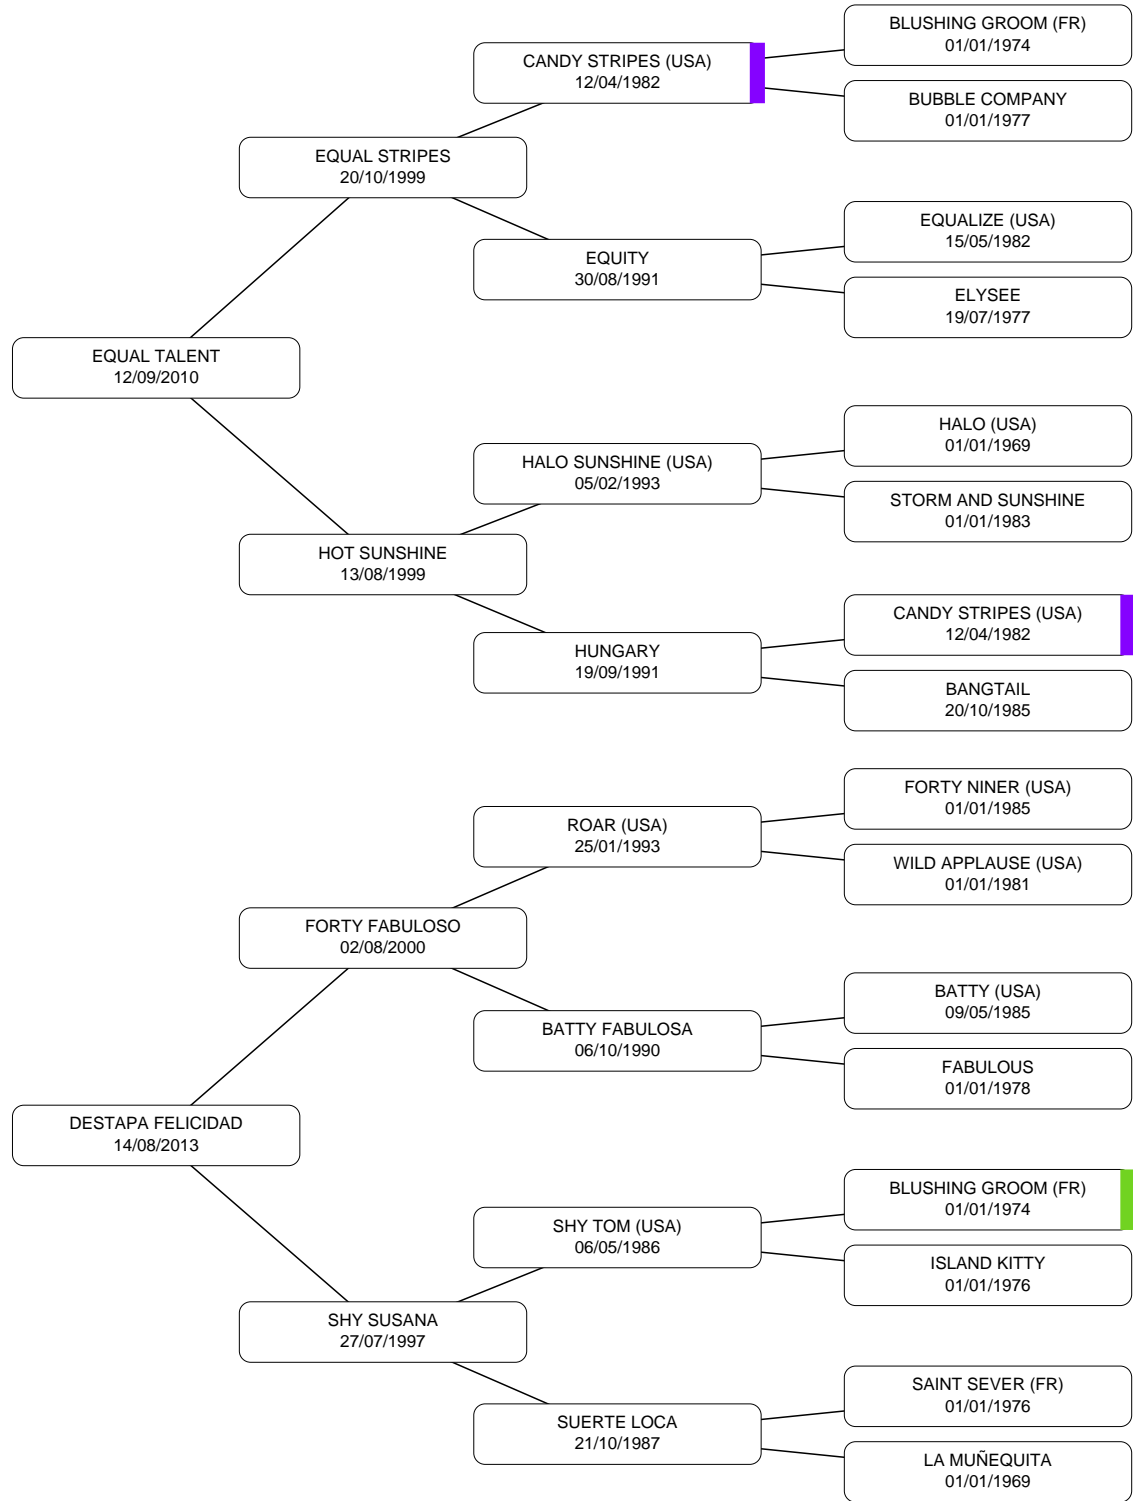 BLUSHING GROOM (FR)
01/01/1974
CANDY STRIPES (USA)
12/04/1982
BUBBLE COMPANY
01/01/1977
EQUAL STRIPES
20/10/1999
EQUALIZE (USA)
15/05/1982
EQUITY
30/08/1991
ELYSEE
19/07/1977
EQUAL TALENT
12/09/2010
HALO (USA)
01/01/1969
HALO SUNSHINE (USA)
05/02/1993
STORM AND SUNSHINE
01/01/1983
HOT SUNSHINE
13/08/1999
CANDY STRIPES (USA)
12/04/1982
HUNGARY
19/09/1991
BANGTAIL
20/10/1985
FORTY NINER (USA)
01/01/1985
ROAR (USA)
25/01/1993
WILD APPLAUSE (USA)
01/01/1981
FORTY FABULOSO
02/08/2000
BATTY (USA)
09/05/1985
BATTY FABULOSA
06/10/1990
FABULOUS
01/01/1978
DESTAPA FELICIDAD
14/08/2013
BLUSHING GROOM (FR)
01/01/1974
SHY TOM (USA)
06/05/1986
ISLAND KITTY
01/01/1976
SHY SUSANA
27/07/1997
SAINT SEVER (FR)
01/01/1976
SUERTE LOCA
21/10/1987
LA MUÑEQUITA
01/01/1969